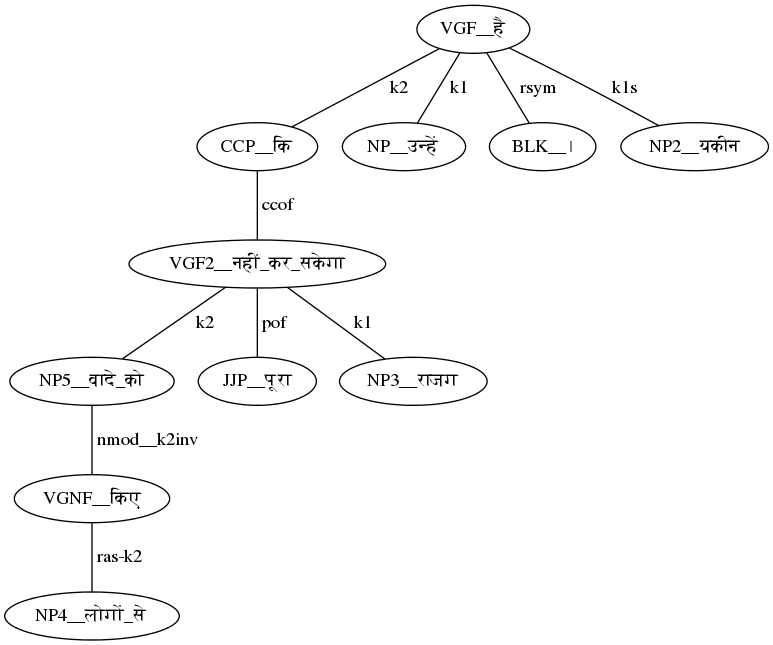 VGF__है
k2 k1 rsym k1s
CCP__कि NP__उन्हें BLK__। NP2__यकीन
ccof
VGF2__नहीं_कर_सकेगा
k2 pof k1
NP5__वादे_को JJP__पूरा NP3__राजग
nmod__k2inv
VGNF__किए
ras-k2
NP4__लोगों_से